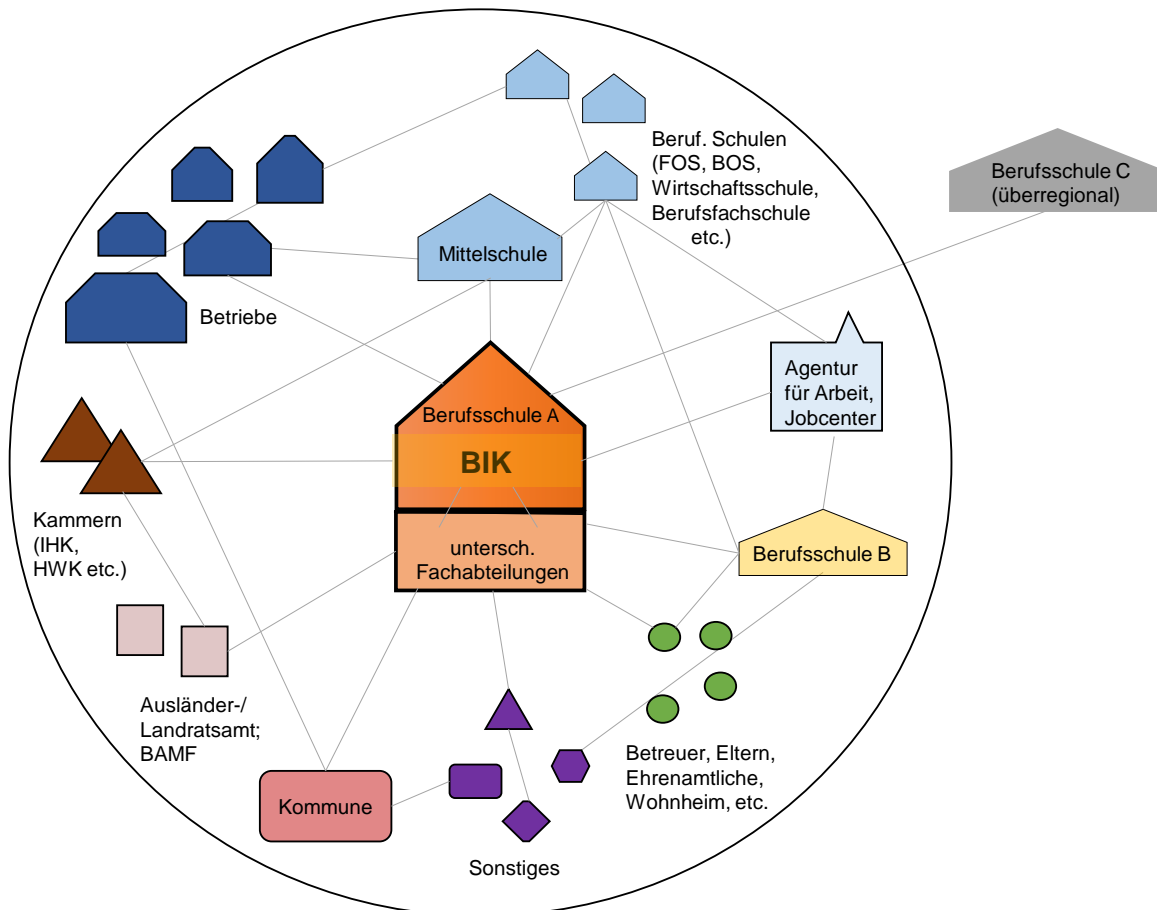 Beruf. Schulen
(FOS, BOS,
Wirtschaftsschule,
Berufsfachschule
etc.)
Berufsschule C
(überregional)
Mittelschule
Betriebe
Agentur
für Arbeit,
Jobcenter
Berufsschule A
BIK
Kammern
(IHK,
HWK etc.)
untersch.
Fachabteilungen
Berufsschule B
Ausländer-/
Landratsamt;
BAMF
Betreuer, Eltern,
Ehrenamtliche,
Wohnheim, etc.
Kommune
Sonstiges